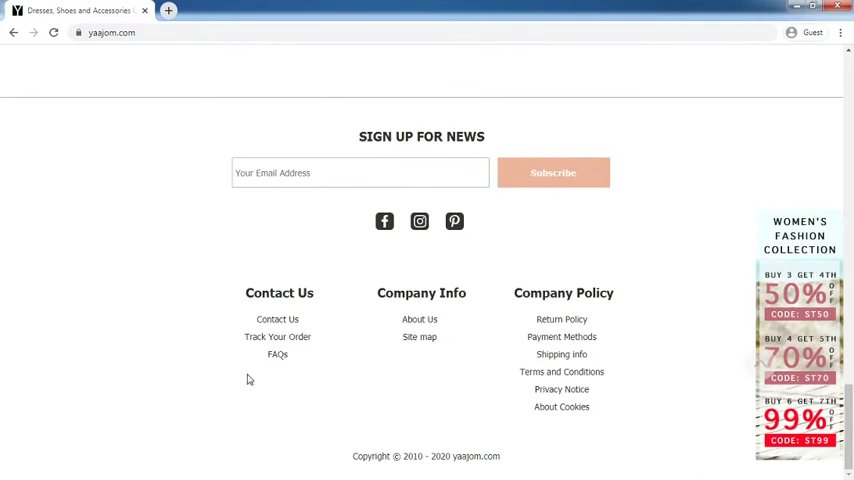 Dresses, Shoes and Accessories
yaajom.com
Guest
SIGN UP FOR NEWS
Your Email Address
Subscribe
Contact Us
Contact Us
Track Your Order
FAQs
Company Info
About Us
Site map
Company Policy
Return Policy
Payment Methods
Shipping info
Terms and Conditions
Privacy Notice
About Cookies
WOMEN'S
FASHION
COLLECTION
BUY 3 GET 4TH
50% OFF
CODE: ST50
BUY 4 GET 5TH
70% OFF
CODE: ST70
BUY 6 GET 7TH
99% OFF
CODE: ST99
Copyright © 2010 - 2020 yaajom.com